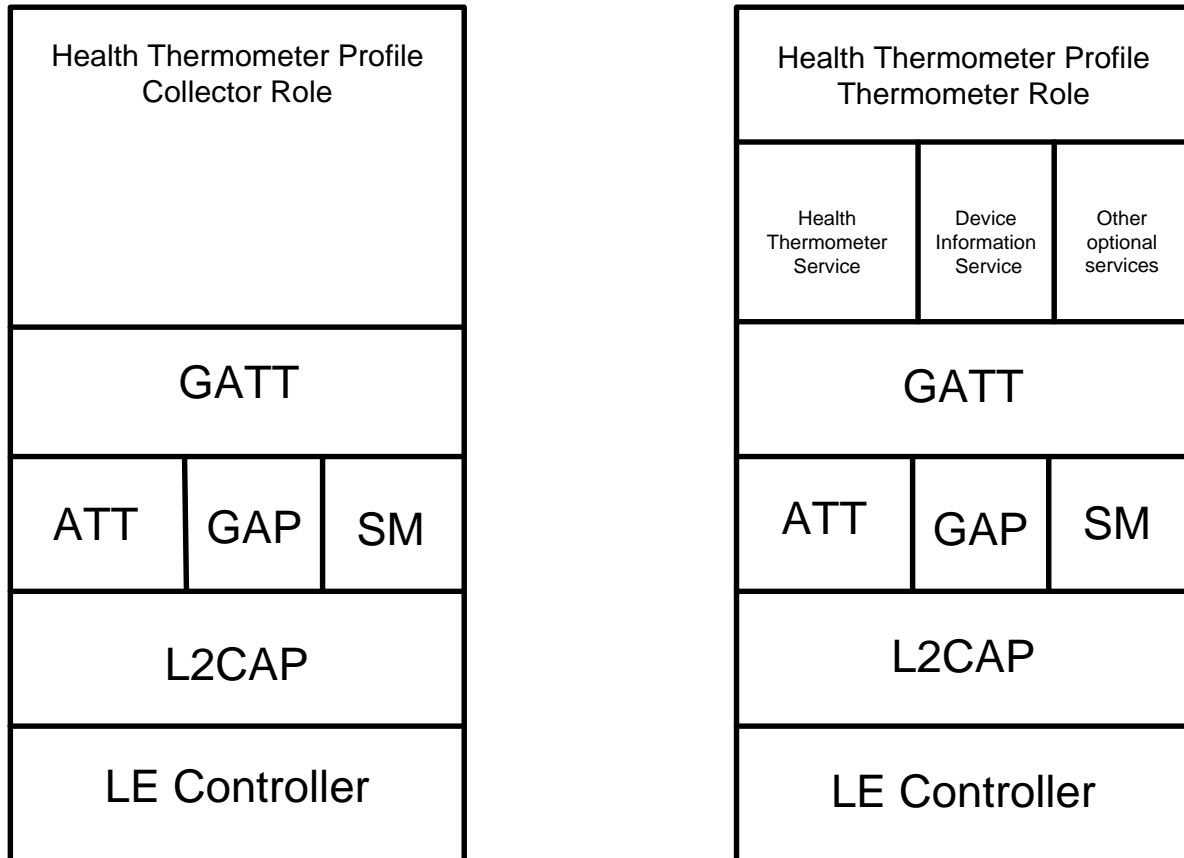 Health Thermometer Profile
Collector Role
GATT
ATT
GAP
SM
L2CAP
LE Controller
Health Thermometer Profile
Thermometer Role
Health
Thermometer
Service
Device
Information
Service
Other
optional
services
GATT
ATT
GAP
SM
L2CAP
LE Controller